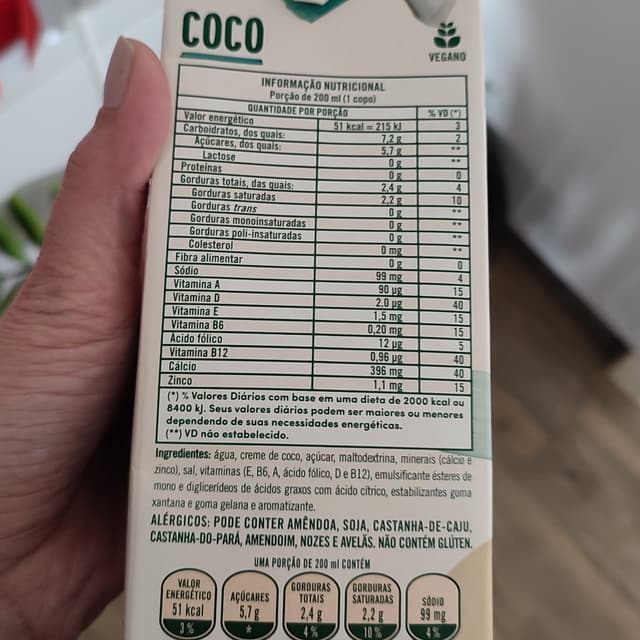 COCO
VEGANO
INFORMAÇÃO NUTRICIONAL
Porção de 200 ml (1 copo)
QUANTIDADE POR PORÇÃO % VD (*)
Valor energético 51 kcal = 215 kJ 3
Carboidratos, dos quais: 7,2 g 2
Açúcares, dos quais: 5,7 g **
Lactose 0 g **
Proteínas 0 g 0
Gorduras totais, das quais: 2,4 g 4
Gorduras saturadas 2,2 g 10
Gorduras trans 0 g **
Gorduras monoinsaturadas 0 g **
Gorduras poli-insaturadas 0 g **
Colesterol 0 mg **
Fibra alimentar 0 g 0
Sódio 99 mg 4
Vitamina A 90 µg 15
Vitamina D 2,0 µg 40
Vitamina E 1,5 mg 15
Vitamina B6 0,20 mg 15
Ácido fólico 12 µg 5
Vitamina B12 0,96 µg 40
Cálcio 396 mg 40
Zinco 1,1 mg 15
(*) % Valores Diários com base em uma dieta de 2000 kcal ou
8400 kJ. Seus valores diários podem ser maiores ou menores
dependendo de suas necessidades energéticas.
(**) VD não estabelecido.
Ingredientes: água, creme de coco, açúcar, maltodextrina, minerais (cálcio e
zinco), sal, vitaminas (E, B6, A, ácido fólico, D e B12), emulsificante ésteres de
mono e diglicerídeos de ácidos graxos com ácido cítrico, estabilizantes goma
xantana e goma gelana e aromatizante.
ALÉRGICOS: PODE CONTER AMÊNDOA, SOJA, CASTANHA-DE-CAJU,
CASTANHA-DO-PARÁ, AMENDOIM, NOZES E AVELÃS. NÃO CONTÉM GLÚTEN.
UMA PORÇÃO DE 200 ml CONTÉM
VALOR ENERGÉTICO 51 kcal 3%
AÇÚCARES 5,7 g *
GORDURAS TOTAIS 2,4 g 4%
GORDURAS SATURADAS 2,2 g 10%
SÓDIO 99 mg 4%